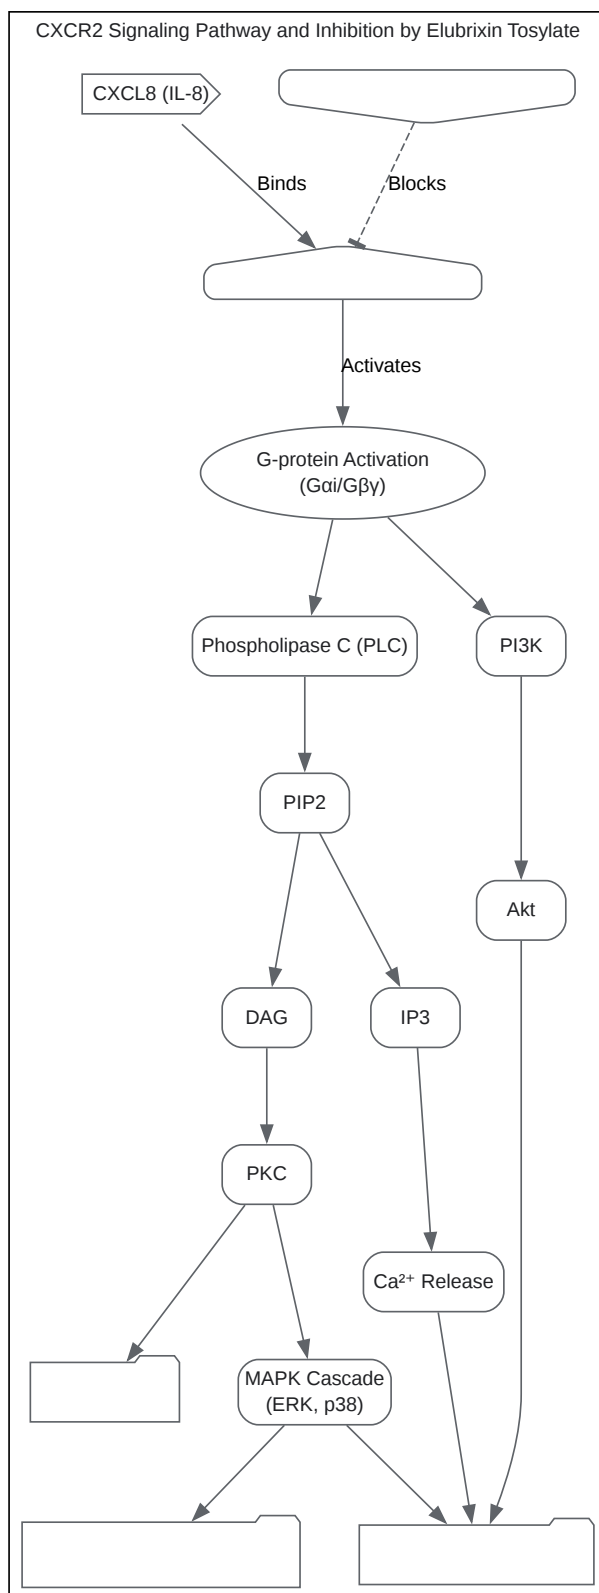 CXCR2 Signaling Pathway and Inhibition by Elubrixin Tosylate
CXCL8 (IL-8)
Binds
Blocks
Activates
G-protein Activation
(Gαi/Gβγ)
Phospholipase C (PLC)
PI3K
PIP2
Akt
DAG
IP3
PKC
Ca²⁺ Release
MAPK Cascade
(ERK, p38)